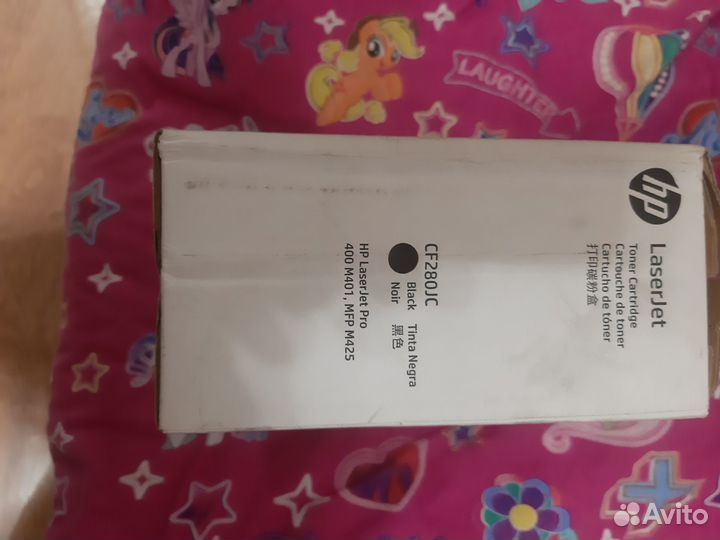 LAUGHTER
hp
LaserJet
Toner Cartridge
Cartouche de toner
Cartucho de tóner
打印碳粉盒
CF280JC
Black Tinta Negra
Noir 黑色
HP LaserJet Pro
400 M401, MFP M425
Avito